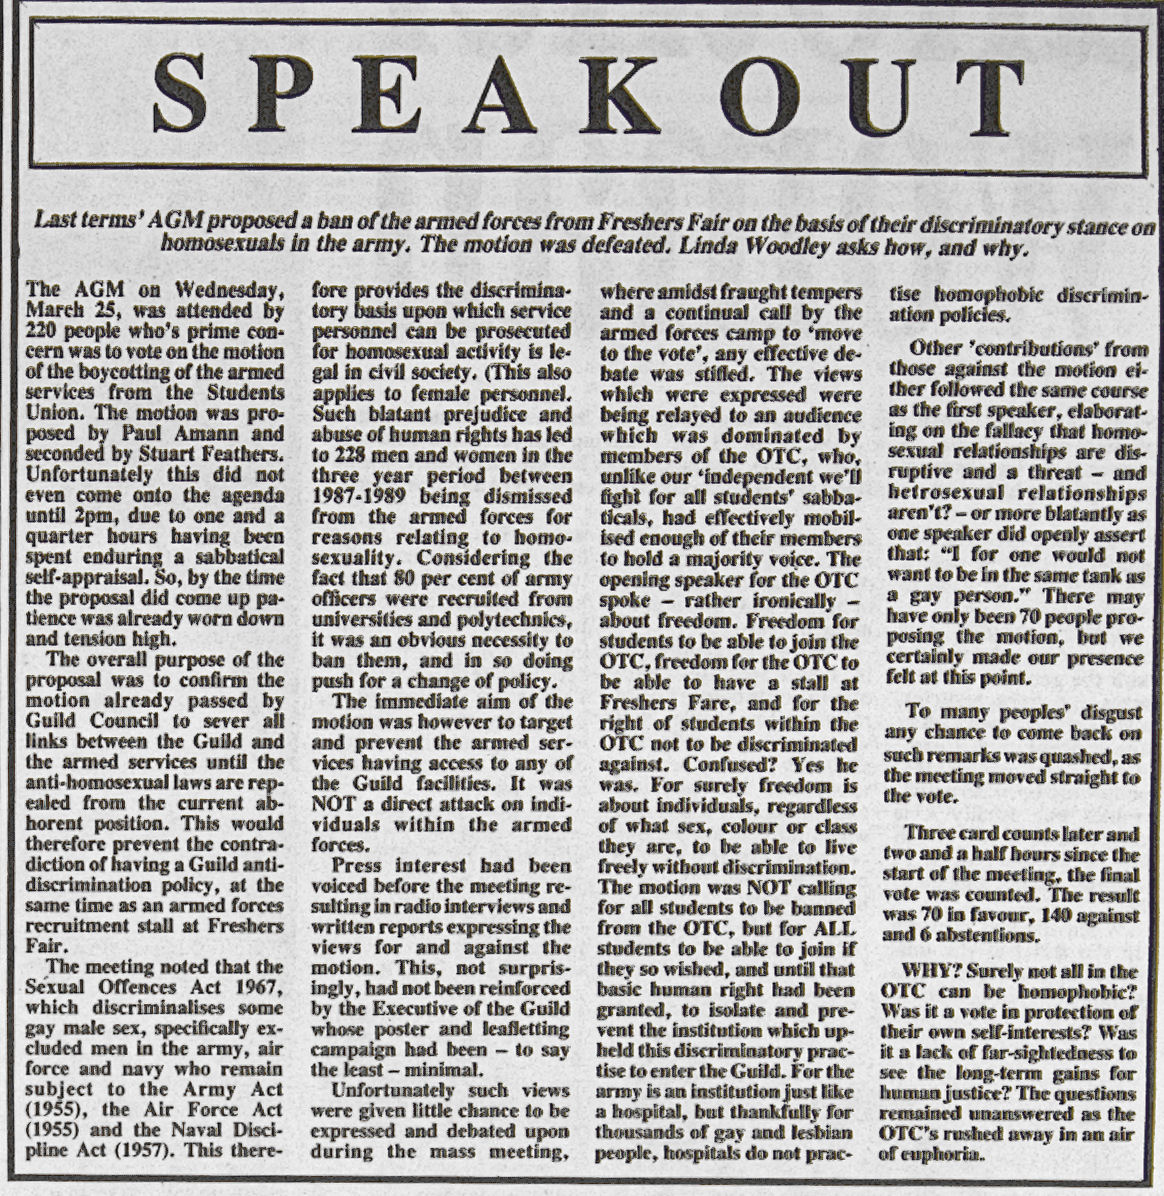 SPEAK OUT
Last terms' AGM proposed a ban of the armed forces from Freshers Fair on the basis of their discriminatory stance on
homosexuals in the army. The motion was defeated. Linda Woodley asks how, and why.
The AGM on Wednesday,
March 25, was attended by
220 people who's prime con-
cern was to vote on the motion
of the boycotting of the armed
services from the Students
Union. The motion was pro-
posed by Paul Amann and
seconded by Stuart Feathers.
Unfortunately this did not
even come onto the agenda
until 2pm, due to one and a
quarter hours having been
spent enduring a sabbatical
self-appraisal. So, by the time
the proposal did come up pa-
tience was already worn down
and tension high.
The overall purpose of the
proposal was to confirm the
motion already passed by
Guild Council to sever all
links between the Guild and
the armed services until the
anti-homosexual laws are rep-
ealed from the current ab-
horent position. This would
therefore prevent the contra-
diction of having a Guild anti-
discrimination policy, at the
same time as an armed forces
recruitment stall at Freshers
Fair.
The meeting noted that the
Sexual Offences Act 1967,
which discriminalises some
gay male sex, specifically ex-
cluded men in the army, air
force and navy who remain
subject to the Army Act
(1955), the Air Force Act
(1955) and the Naval Disci-
pline Act (1957). This there-
fore provides the discrimina-
tory basis upon which service
personnel can be prosecuted
for homosexual activity is le-
gal in civil society. (This also
applies to female personnel.
Such blatant prejudice and
abuse of human rights has led
to 228 men and women in the
three year period between
1987-1989 being dismissed
from the armed forces for
reasons relating to homo-
sexuality. Considering the
fact that 80 per cent of army
officers were recruited from
universities and polytechnics,
it was an obvious necessity to
ban them, and in so doing
push for a change of policy.
The immediate aim of the
motion was however to target
and prevent the armed ser-
vices having access to any of
the Guild facilities. It was
NOT a direct attack on indi-
viduals within the armed
forces.
Press interest had been
voiced before the meeting re-
sulting in radio interviews and
written reports expressing the
views for and against the
motion. This, not surpris-
ingly, had not been reinforced
by the Executive of the Guild
whose poster and leafletting
campaign had been – to say
the least – minimal.
Unfortunately such views
were given little chance to be
expressed and debated upon
during the mass meeting,
where amidst fraught tempers
and a continual call by the
armed forces camp to 'move
to the vote', any effective de-
bate was stifled. The views
which were expressed were
being relayed to an audience
which was dominated by
members of the OTC, who,
unlike our 'independent we'll
fight for all students' sabba-
ticals, had effectively mobil-
ised enough of their members
to hold a majority voice. The
opening speaker for the OTC
spoke – rather ironically –
about freedom. Freedom for
students to be able to join the
OTC, freedom for the OTC to
be able to have a stall at
Freshers Fare, and for the
right of students within the
OTC not to be discriminated
against. Confused? Yes he
was. For surely freedom is
about individuals, regardless
of what sex, colour or class
they are, to be able to live
freely without discrimination.
The motion was NOT calling
for all students to be banned
from the OTC, but for ALL
students to be able to join if
they so wished, and until that
basic human right had been
granted, to isolate and pre-
vent the institution which up-
held this discriminatory prac-
tise to enter the Guild. For the
army is an institution just like
a hospital, but thankfully for
thousands of gay and lesbian
people, hospitals do not prac-
tise homophobic discrimin-
ation policies.
Other 'contributions' from
those against the motion ei-
ther followed the same course
as the first speaker, elaborat-
ing on the fallacy that homo-
sexual relationships are dis-
ruptive and a threat – and
hetrosexual relationships
aren't? – or more blatantly as
one speaker did openly assert
that: "I for one would not
want to be in the same tank as
a gay person." There may
have only been 70 people pro-
posing the motion, but we
certainly made our presence
felt at this point.
To many peoples' disgust
any chance to come back on
such remarks was quashed, as
the meeting moved straight to
the vote.
Three card counts later and
two and a half hours since the
start of the meeting, the final
vote was counted. The result
was 70 in favour, 140 against
and 6 abstentions.
WHY? Surely not all in the
OTC can be homophobic?
Was it a vote in protection of
their own self-interests? Was
it a lack of far-sightedness to
see the long-term gains for
human justice? The questions
remained unanswered as the
OTC's rushed away in an air
of euphoria.